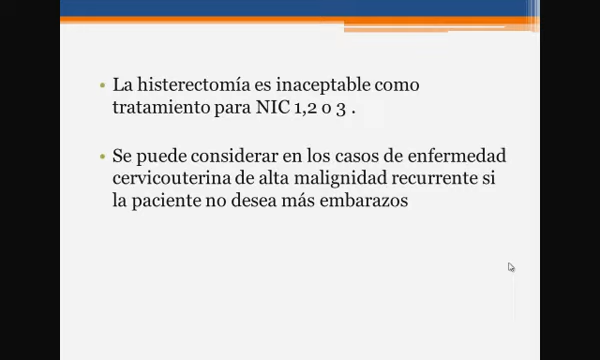 La histerectomía es inaceptable como
tratamiento para NIC 1,2 o 3 .
Se puede considerar en los casos de enfermedad
cervicouterina de alta malignidad recurrente si
la paciente no desea más embarazos